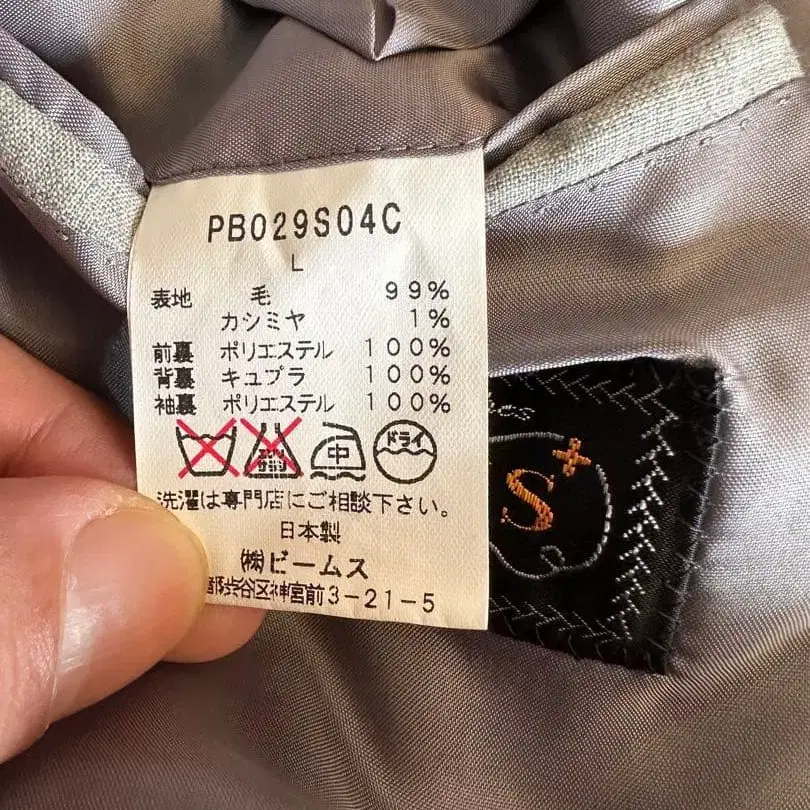 PB029S04C
L
表地 毛 99%
カシミヤ 1%
前裏 ポリエステル 100%
背裏 キュプラ 100%
袖裏 ポリエステル 100%
中 ドライ
洗濯は専門店にご相談下さい。
日本製
㈱ビームス
渋谷区神宮前3-21-5
S+